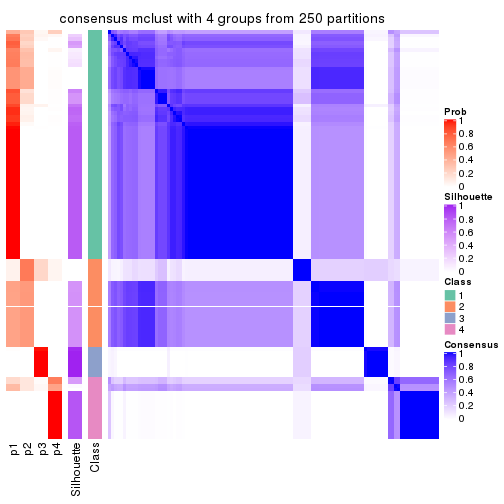 consensus mclust with 4 groups from 250 partitions
Prob
1
0.8
0.6
0.4
0.2
0
Silhouette
1
0.8
0.6
0.4
0.2
0
Class
1
2
3
4
Consensus
1
0.8
0.6
0.4
0.2
0
p1
p2
p3
p4
Silhouette
Class